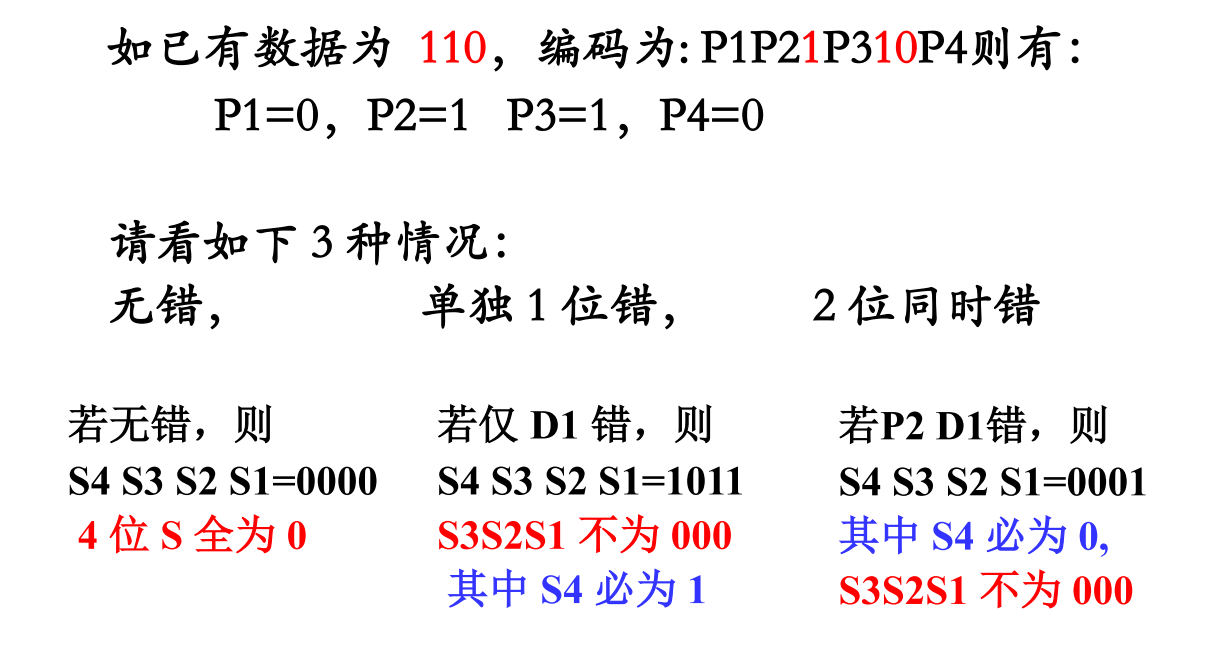 如已有数据为 110，编码为: P1P21P310P4则有：
P1=0，P2=1 P3=1，P4=0
请看如下 3 种情况：
无错， 单独 1 位错， 2 位同时错
若无错，则 若仅 D1 错，则 若P2 D1错，则
S4 S3 S2 S1=0000 S4 S3 S2 S1=1011 S4 S3 S2 S1=0001
4 位 S 全为 0 S3S2S1 不为 000 其中 S4 必为 0,
其中 S4 必为 1 S3S2S1 不为 000